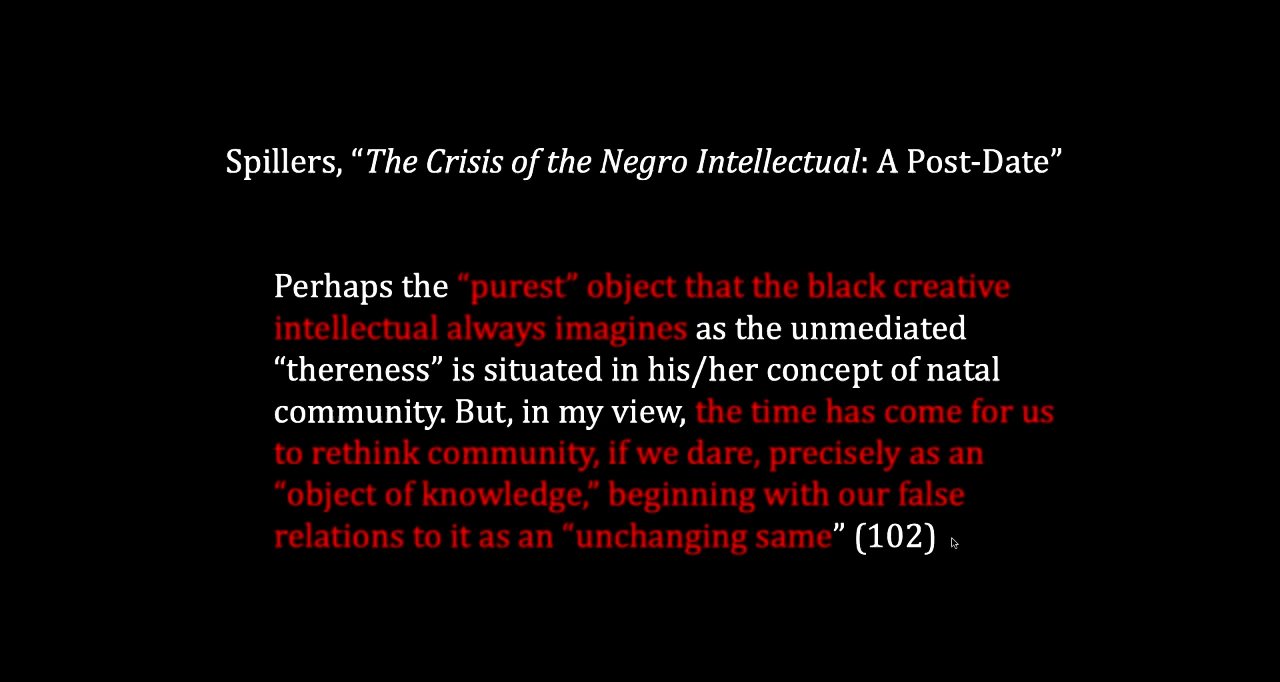 Spillers, “The Crisis of the Negro Intellectual: A Post-Date”
Perhaps the “purest” object that the black creative
intellectual always imagines as the unmediated
“thereness” is situated in his/her concept of natal
community. But, in my view, the time has come for us
to rethink community, if we dare, precisely as an
“object of knowledge,” beginning with our false
relations to it as an “unchanging same” (102)